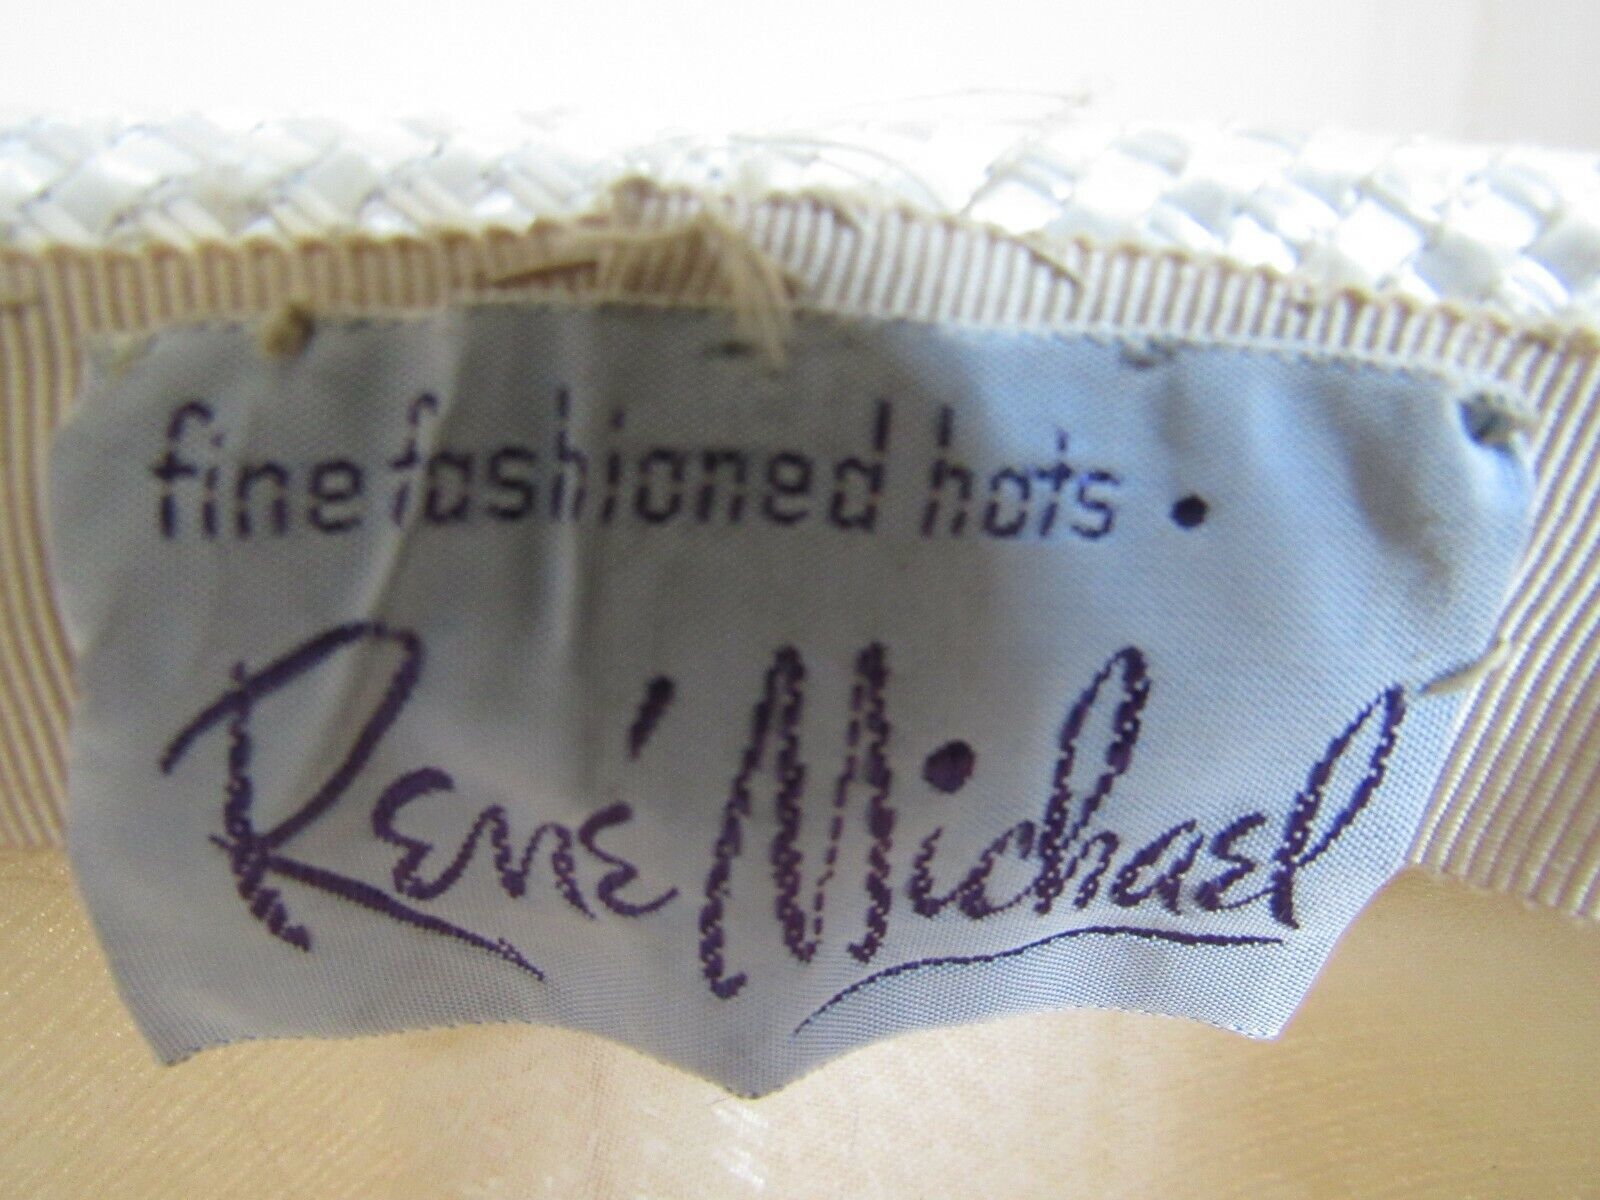 fine fashioned hats •
René Michael